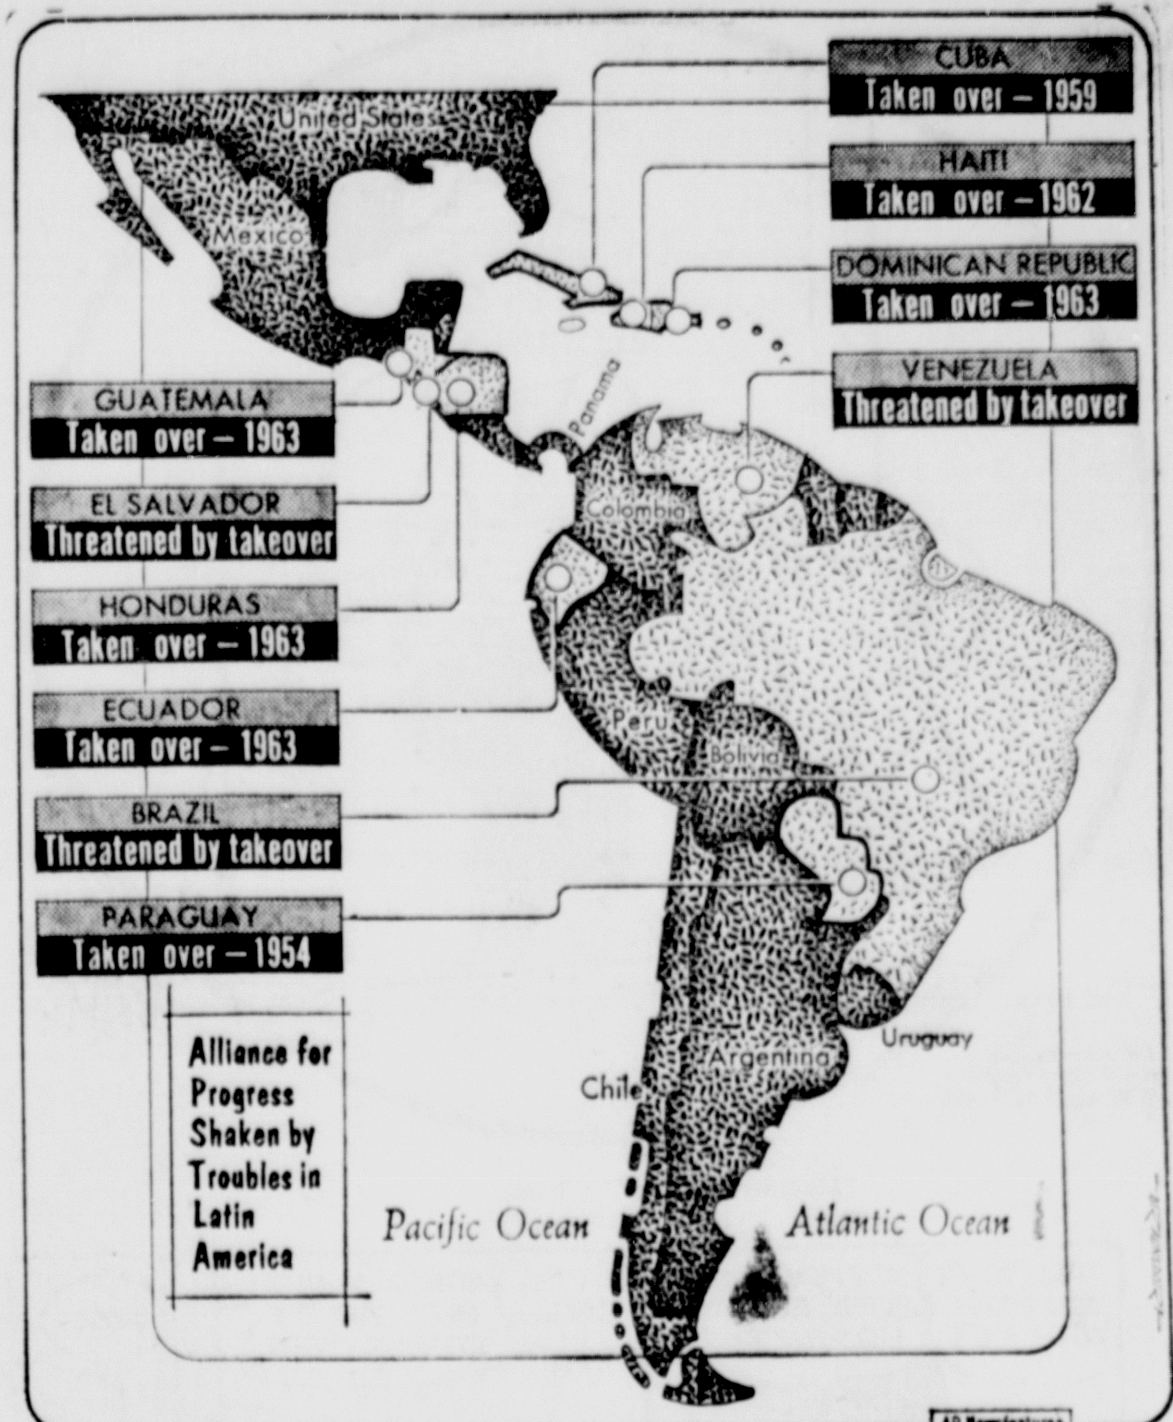 CUBA
Taken over – 1959
HAITI
Taken over – 1962
DOMINICAN REPUBLIC
Taken over – 1963
VENEZUELA
Threatened by takeover
United States
Mexico
GUATEMALA
Taken over – 1963
EL SALVADOR
Threatened by takeover
HONDURAS
Taken over – 1963
ECUADOR
Taken over – 1963
BRAZIL
Threatened by takeover
PARAGUAY
Taken over – 1954
Panama
Colombia
Peru
Bolivia
Uruguay
Argentina
Chile
Alliance for
Progress
Shaken by
Troubles in
Latin
America
Pacific Ocean
Atlantic Ocean